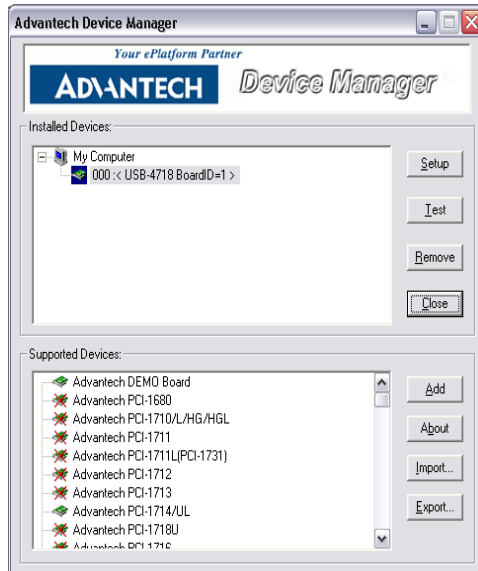 Advantech Device Manager
Your ePlatform Partner
ADVANTECH Device Manager
Installed Devices:
My Computer
000 :< USB-4718 BoardID=1 >
Setup
Test
Remove
Close
Supported Devices:
Advantech DEMO Board
Advantech PCI-1680
Advantech PCI-1710/L/HG/HGL
Advantech PCI-1711
Advantech PCI-1711L(PCI-1731)
Advantech PCI-1712
Advantech PCI-1713
Advantech PCI-1714/UL
Advantech PCI-1718U
Advantech PCI-1716
Add
About
Import...
Export...